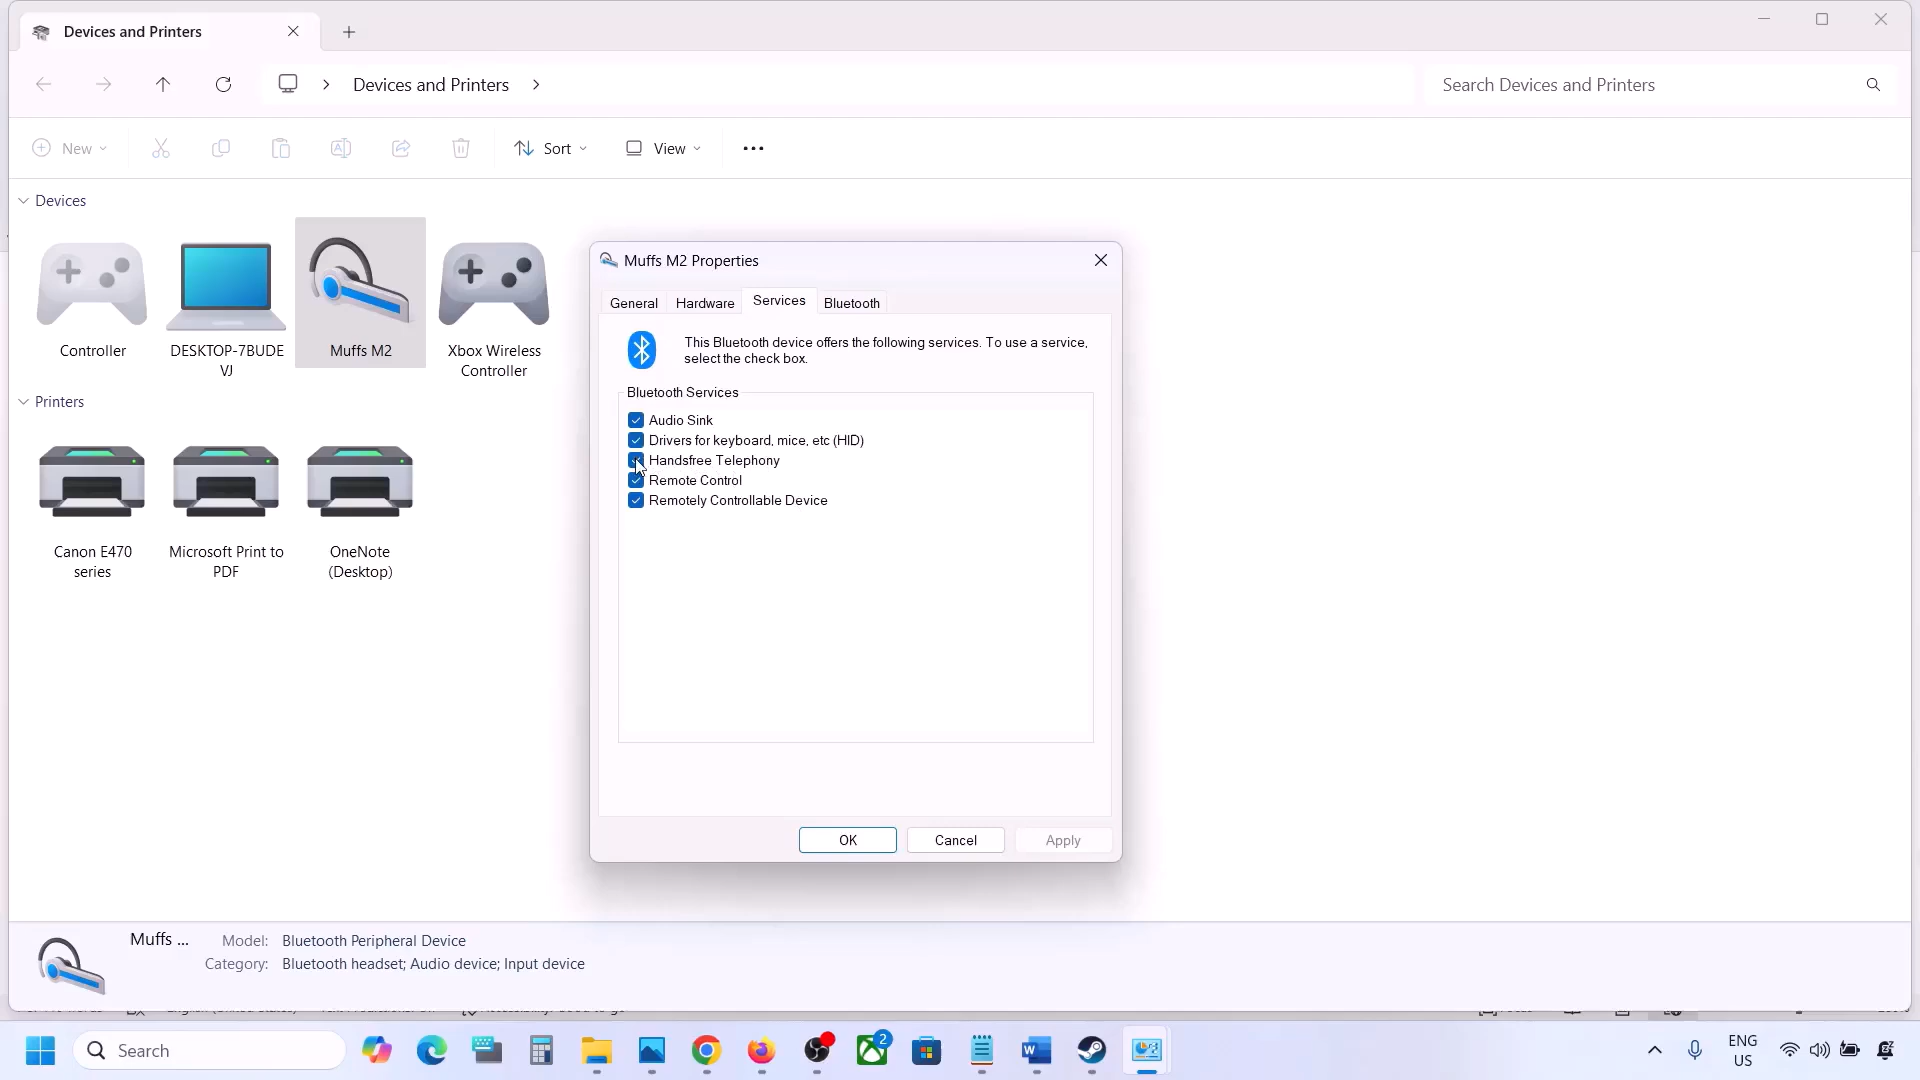 Devices and Printers
Devices and Printers
Search Devices and Printers
New
Sort
View
Devices
Controller
DESKTOP-7BUDE
VJ
Muffs M2
Xbox Wireless
Controller
Printers
Canon E470
series
Microsoft Print to
PDF
OneNote
(Desktop)
Muffs M2 Properties
General
Hardware
Services
Bluetooth
This Bluetooth device offers the following services. To use a service,
select the check box.
Bluetooth Services
Audio Sink
Drivers for keyboard, mice, etc (HID)
Handsfree Telephony
Remote Control
Remotely Controllable Device
OK
Cancel
Apply
Muffs ...
Model: Bluetooth Peripheral Device
Category: Bluetooth headset; Audio device; Input device
Search
2
ENG
US